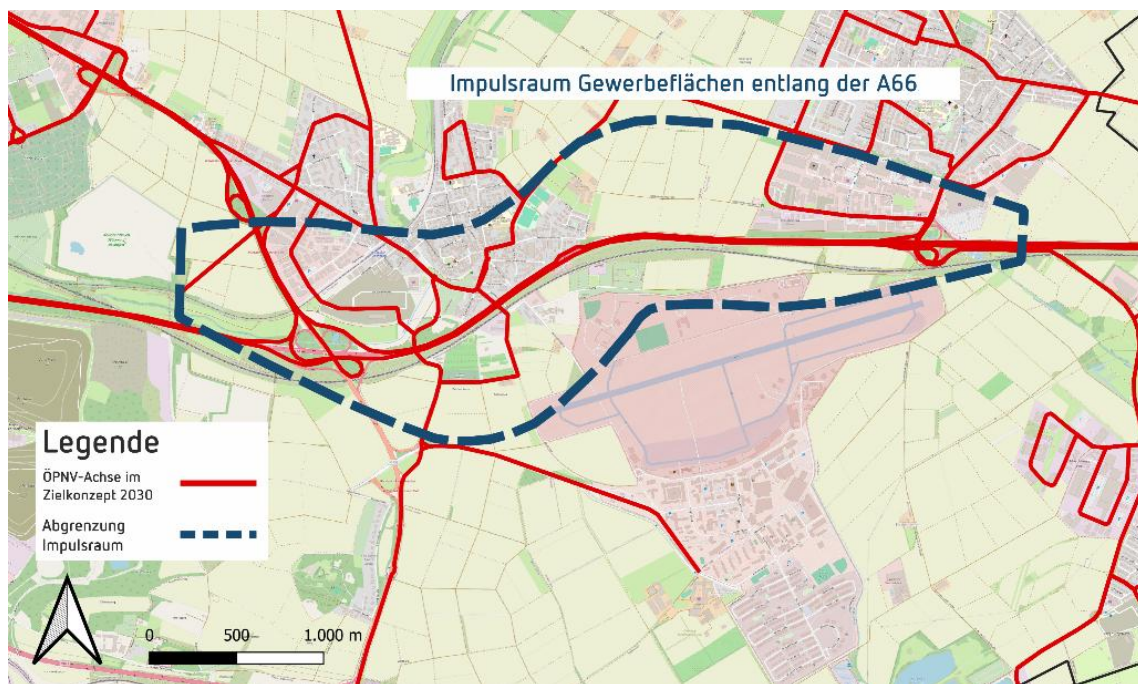 Impulsraum Gewerbeflächen entlang der A66
Legende
ÖPNV-Achse im
Zielkonzept 2030
Abgrenzung
Impulsraum
0 500 1.000 m